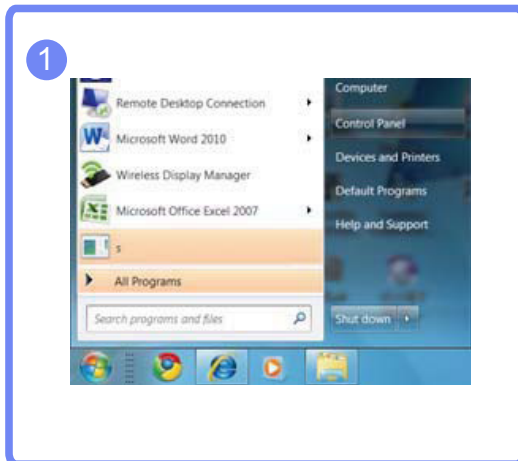 1
Remote Desktop Connection
Microsoft Word 2010
Wireless Display Manager
Microsoft Office Excel 2007
s
All Programs
Search programs and files
Computer
Control Panel
Devices and Printers
Default Programs
Help and Support
Shut down